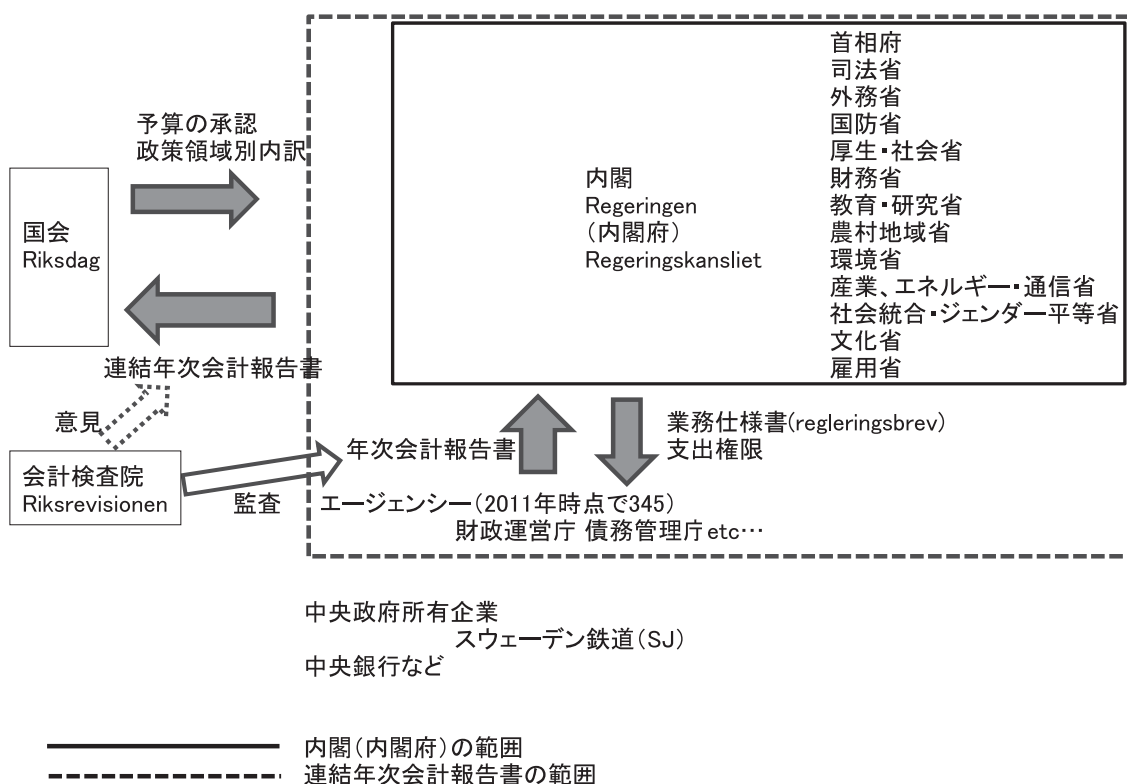 予算の承認
政策領域別内訳
国会
Riksdag
連結年次会計報告書
意見
会計検査院
Riksrevisionen
監査
内閣
Regeringen
(内閣府)
Regeringskansliet
首相府
司法省
外務省
国防省
厚生・社会省
財務省
教育・研究省
農村地域省
環境省
産業、エネルギー・通信省
社会統合・ジェンダー平等省
文化省
雇用省
年次会計報告書
業務仕様書(regleringsbrev)
支出権限
エージェンシー(2011年時点で345)
財政運営庁 債務管理庁etc…
中央政府所有企業
スウェーデン鉄道(SJ)
中央銀行など
内閣(内閣府)の範囲
連結年次会計報告書の範囲